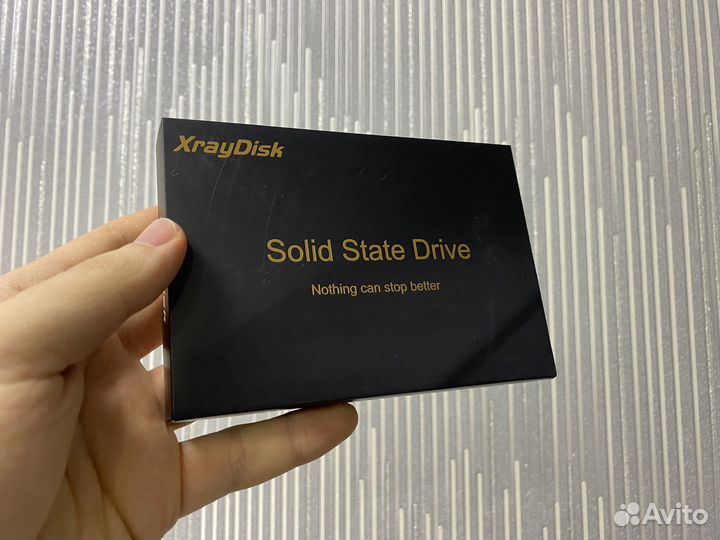 XrayDisk
Solid State Drive
Nothing can stop better
Avito